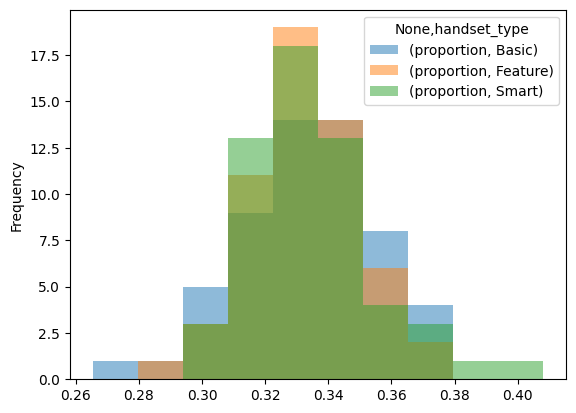 None,handset_type
(proportion, Basic)
(proportion, Feature)
(proportion, Smart)
Frequency
17.5
15.0
12.5
10.0
7.5
5.0
2.5
0.0
0.26 0.28 0.30 0.32 0.34 0.36 0.38 0.40